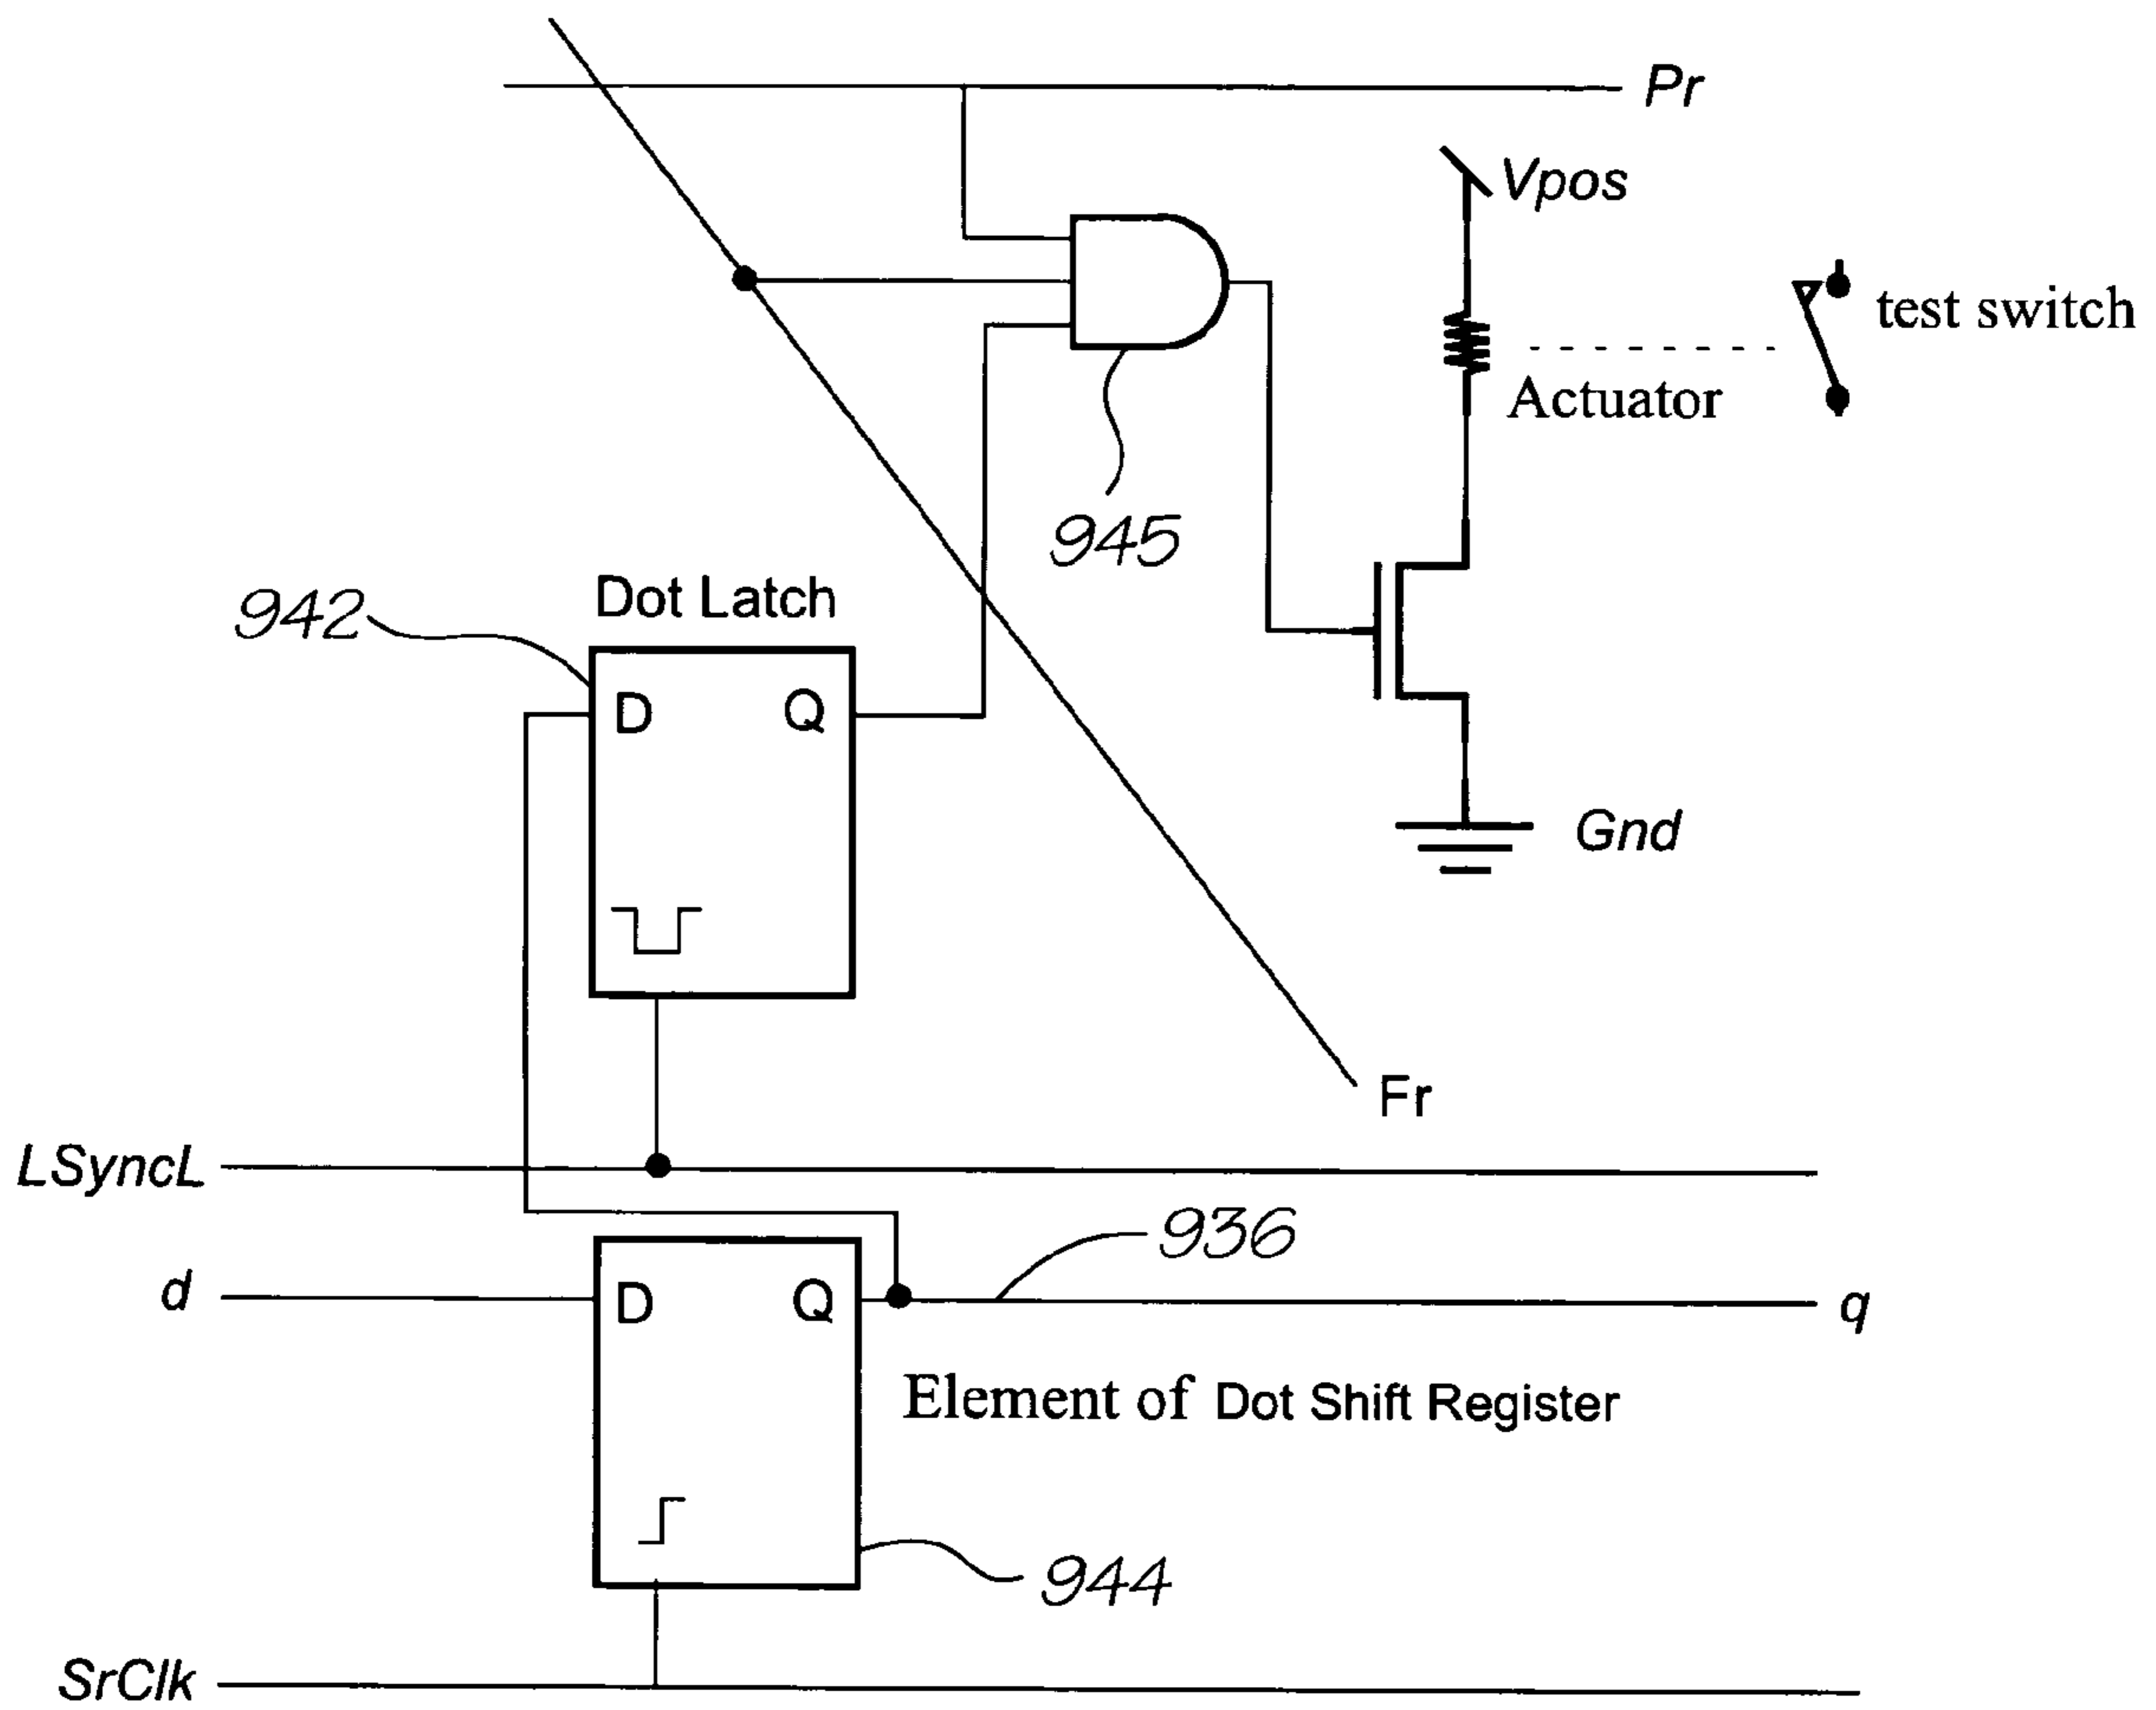 Pr
Vpos
test switch
Actuator
945
942
Dot Latch
D Q
Gnd
Fr
LSyncL
936
d
D Q
q
Element of Dot Shift Register
944
SrClk